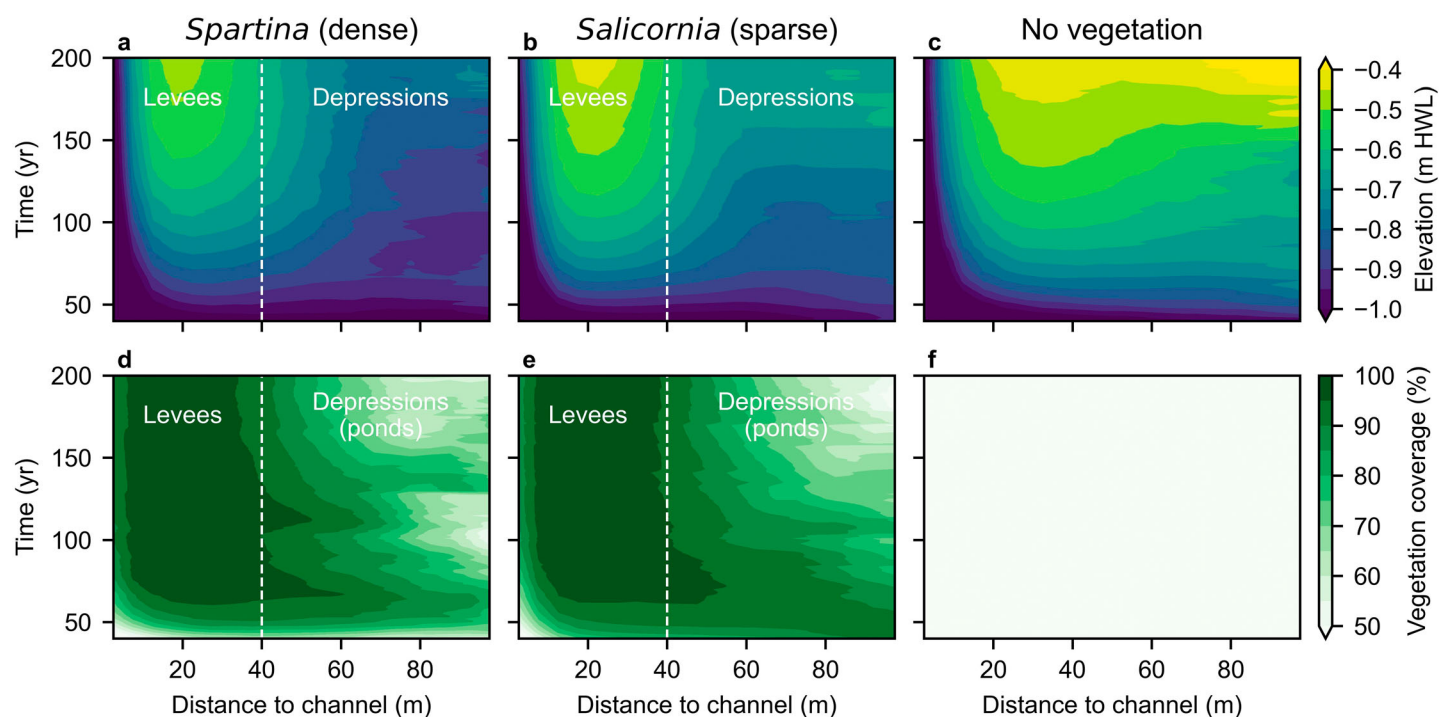 Spartina (dense)
Salicornia (sparse)
No vegetation
a
b
c
200
150
100
50
Time (yr)
Levees
Depressions
Levees
Depressions
−0.4
−0.5
−0.6
−0.7
−0.8
−0.9
−1.0
Elevation (m HWL)
d
e
f
200
150
100
50
Time (yr)
Levees
Depressions
(ponds)
Levees
Depressions
(ponds)
100
90
80
70
60
50
Vegetation coverage (%)
20 40 60 80
20 40 60 80
20 40 60 80
Distance to channel (m)
Distance to channel (m)
Distance to channel (m)